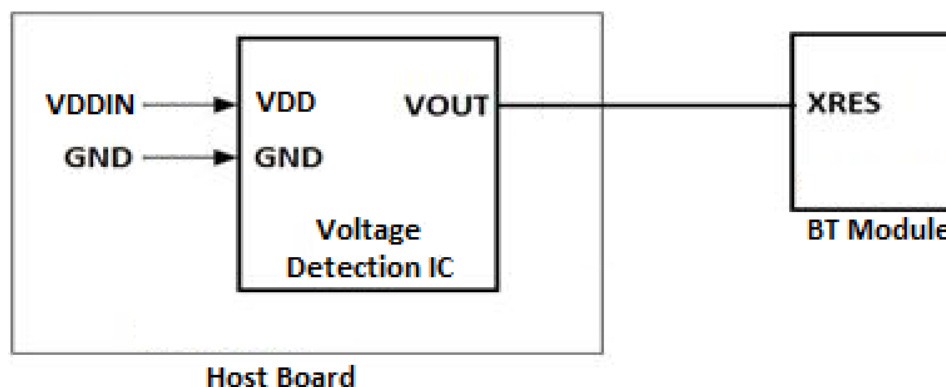 VDDIN
VDD
VOUT
XRES
GND
GND
Voltage
Detection IC
BT Module
Host Board